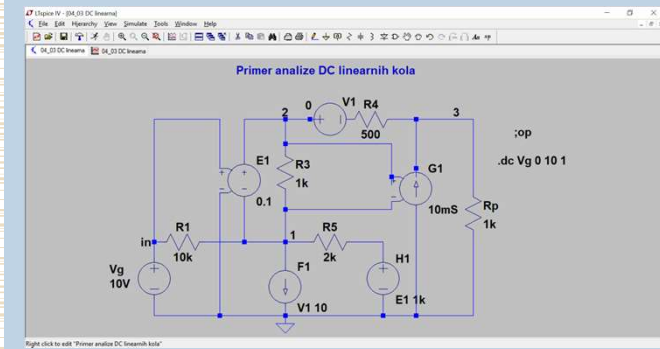 LTspice IV - [04_03 DC linearna]
File Edit Hierarchy View Simulate Tools Window Help
04_03 DC linearna 04_03 DC linearna
Primer analize DC linearnih kola
0 V1 R4
2 3
500
;op
E1 R3 G1
.dc Vg 0 10 1
1k
0.1 10mS Rp
1k
R1 1 R5
in
10k 2k H1
Vg F1
10V
E1 1k
V1 10
Right click to edit "Primer analize DC linearnih kola"